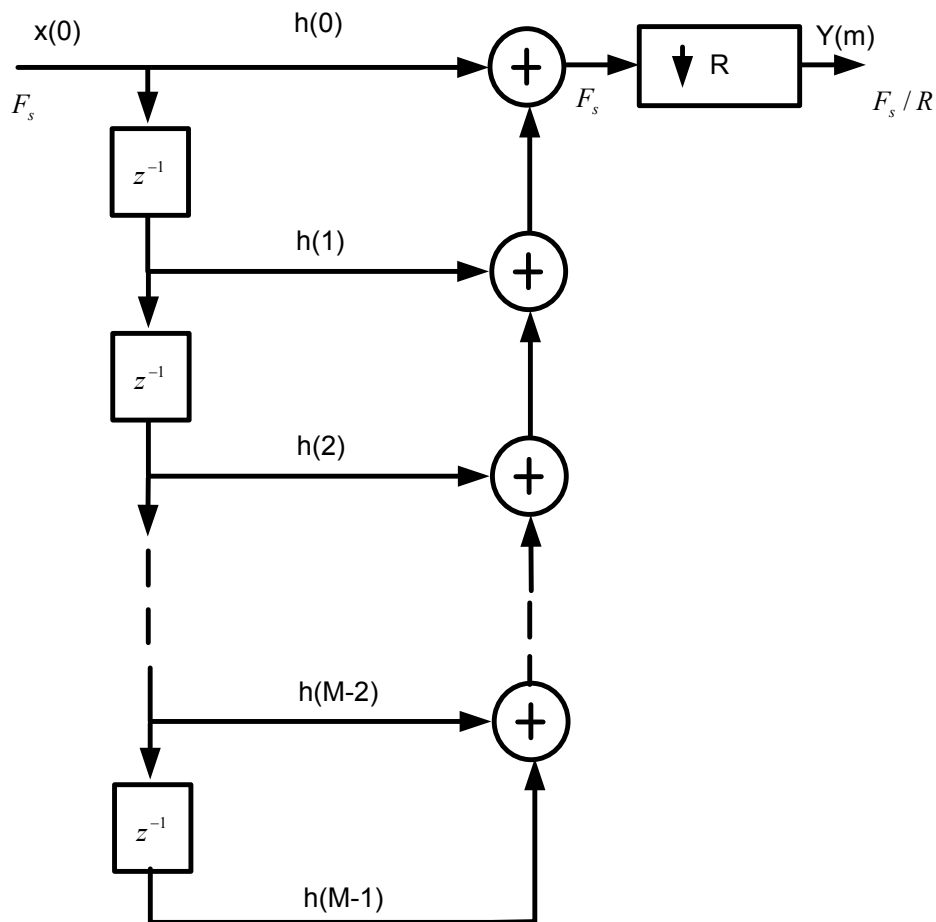 x(0) h(0) Y(m)
R
F_s F_s F_s / R
z^{-1}
h(1)
z^{-1}
h(2)
h(M-2)
z^{-1}
h(M-1)